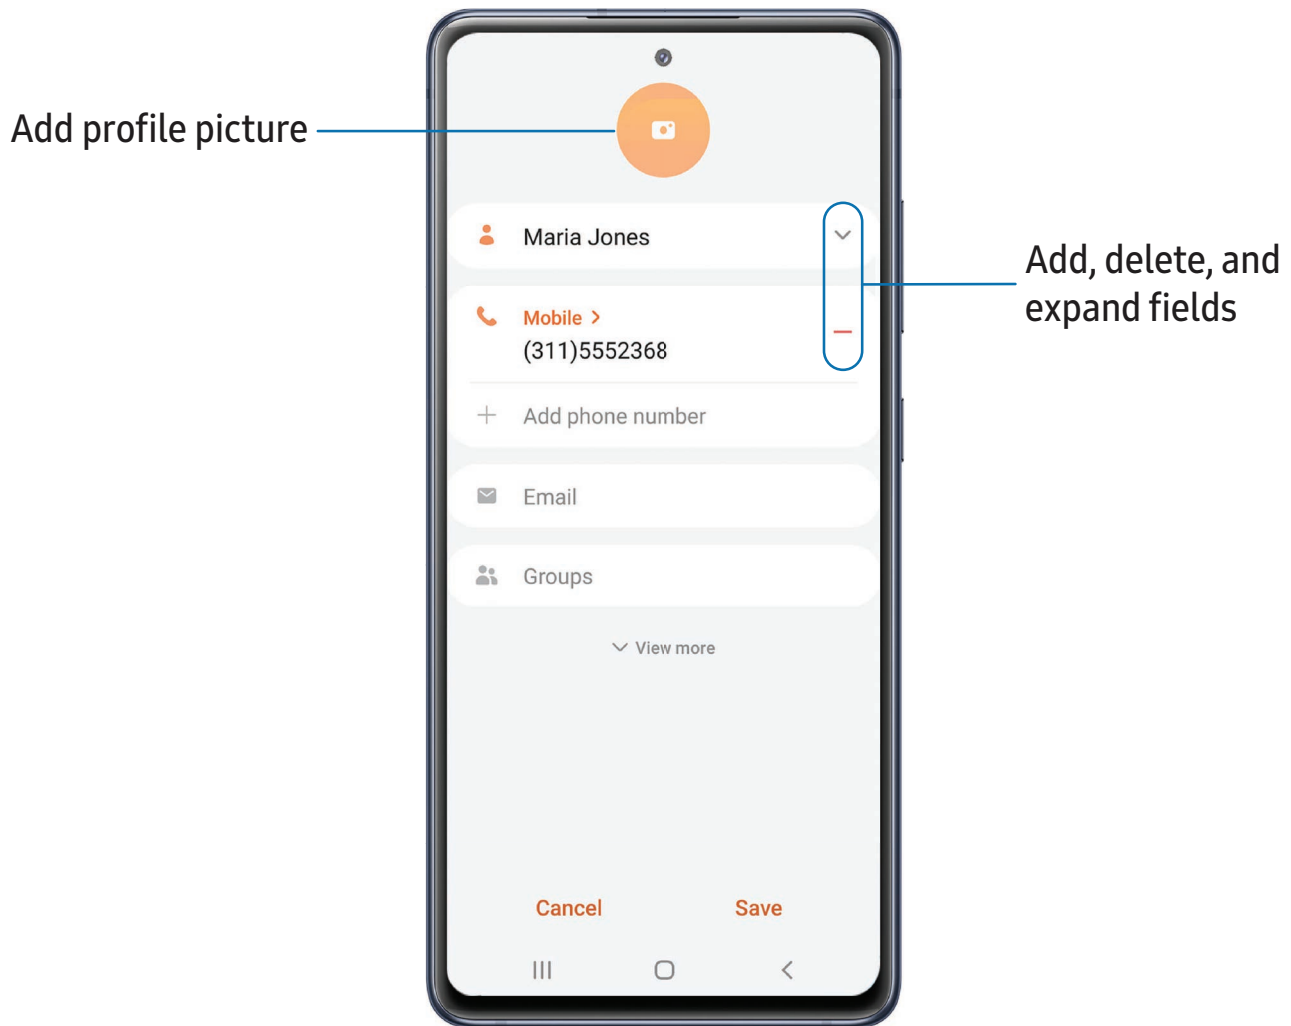 Add profile picture
Maria Jones
Add, delete, and
expand fields
Mobile >
(311)5552368
Add phone number
Email
Groups
View more
Cancel
Save